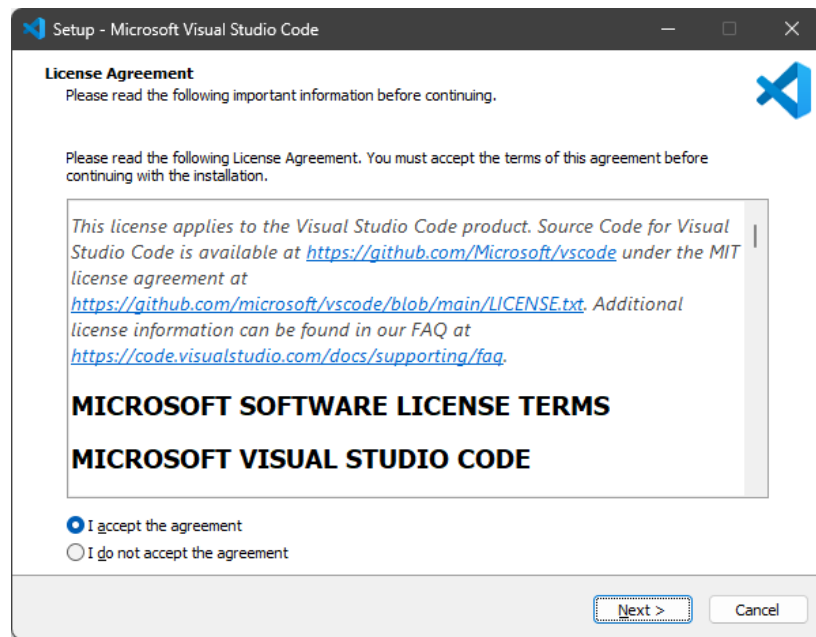 Setup - Microsoft Visual Studio Code
License Agreement
Please read the following important information before continuing.
Please read the following License Agreement. You must accept the terms of this agreement before
continuing with the installation.
This license applies to the Visual Studio Code product. Source Code for Visual
Studio Code is available at https://github.com/Microsoft/vscode under the MIT
license agreement at
https://github.com/microsoft/vscode/blob/main/LICENSE.txt. Additional
license information can be found in our FAQ at
https://code.visualstudio.com/docs/supporting/faq.
MICROSOFT SOFTWARE LICENSE TERMS
MICROSOFT VISUAL STUDIO CODE
I accept the agreement
I do not accept the agreement
Next >
Cancel